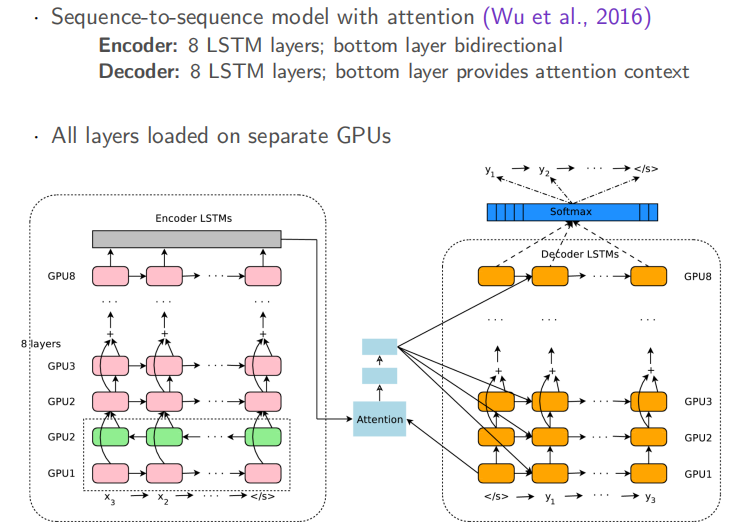 · Sequence-to-sequence model with attention (Wu et al., 2016)
Encoder: 8 LSTM layers; bottom layer bidirectional
Decoder: 8 LSTM layers; bottom layer provides attention context
· All layers loaded on separate GPUs
y1 y2 · · · </s>
Softmax
Encoder LSTMs
Decoder LSTMs
GPU8 · · ·
· · · GPU8
· · ·
· · · · · ·
+ + +
8 layers
+ + +
GPU3 · · ·
GPU2 · · ·
· · · GPU3
Attention
GPU2 · · ·
· · · GPU2
GPU1 · · ·
· · · GPU1
x3 x2 · · · </s>
</s> y1 · · · y3